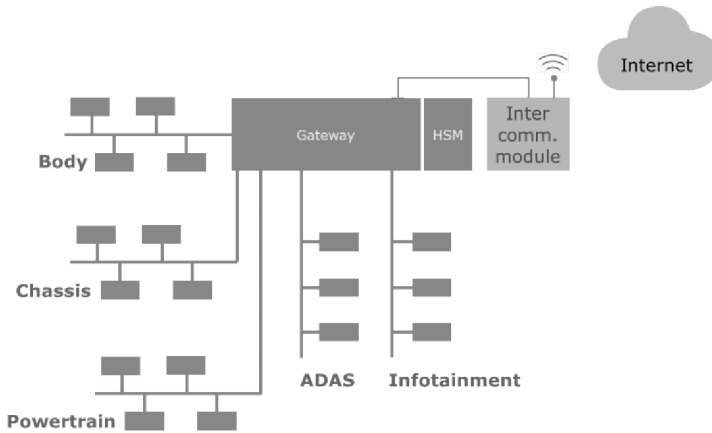 Internet
Gateway
HSM
Inter
comm.
module
Body
Chassis
ADAS
Infotainment
Powertrain